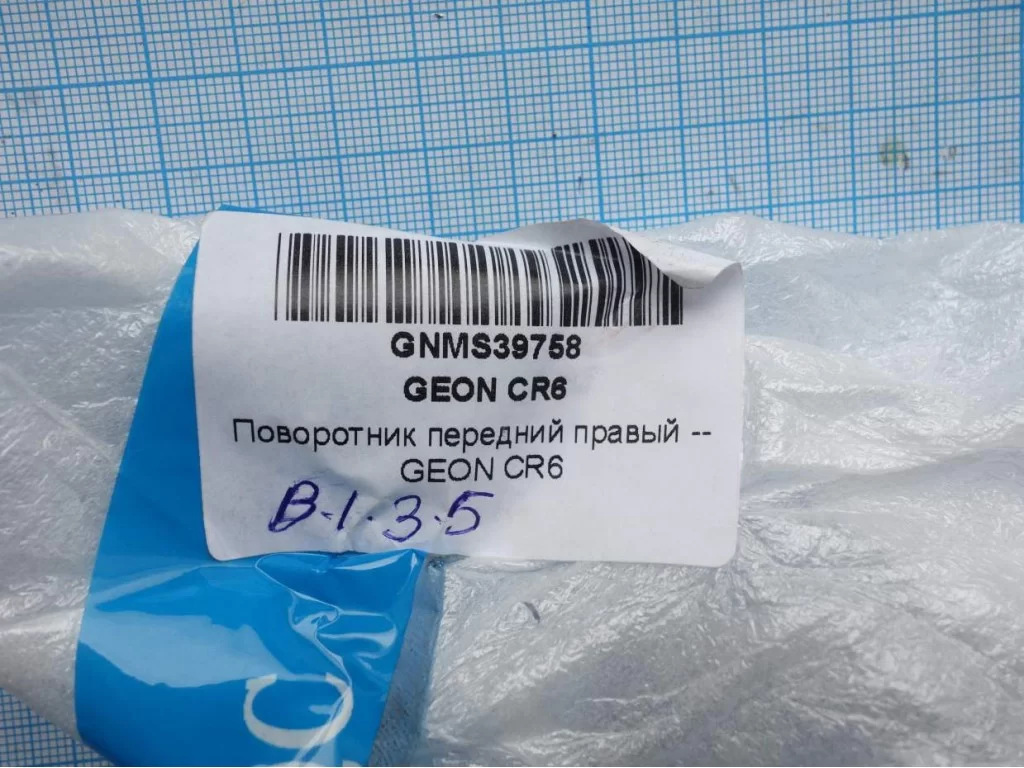 GNMS39758
GEON CR6
Поворотник передний правый --
GEON CR6
В.1.3.5
C